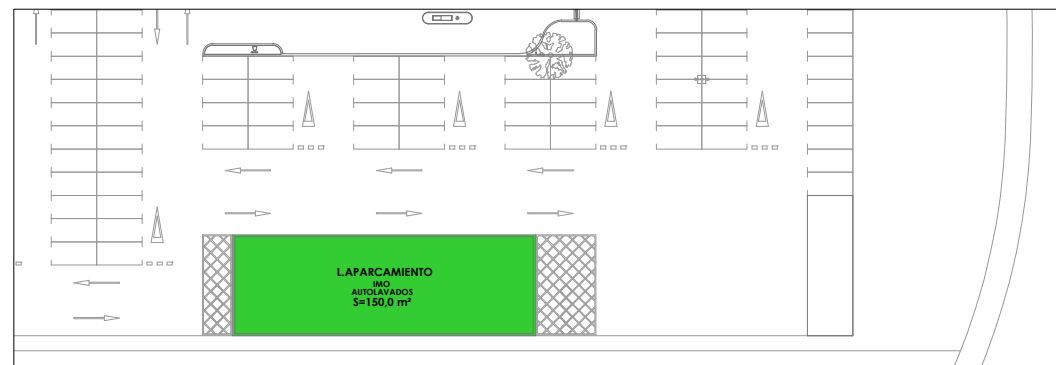 L.APARCAMIENTO
IMO
AUTOLAVADOS
S=150,0 m²